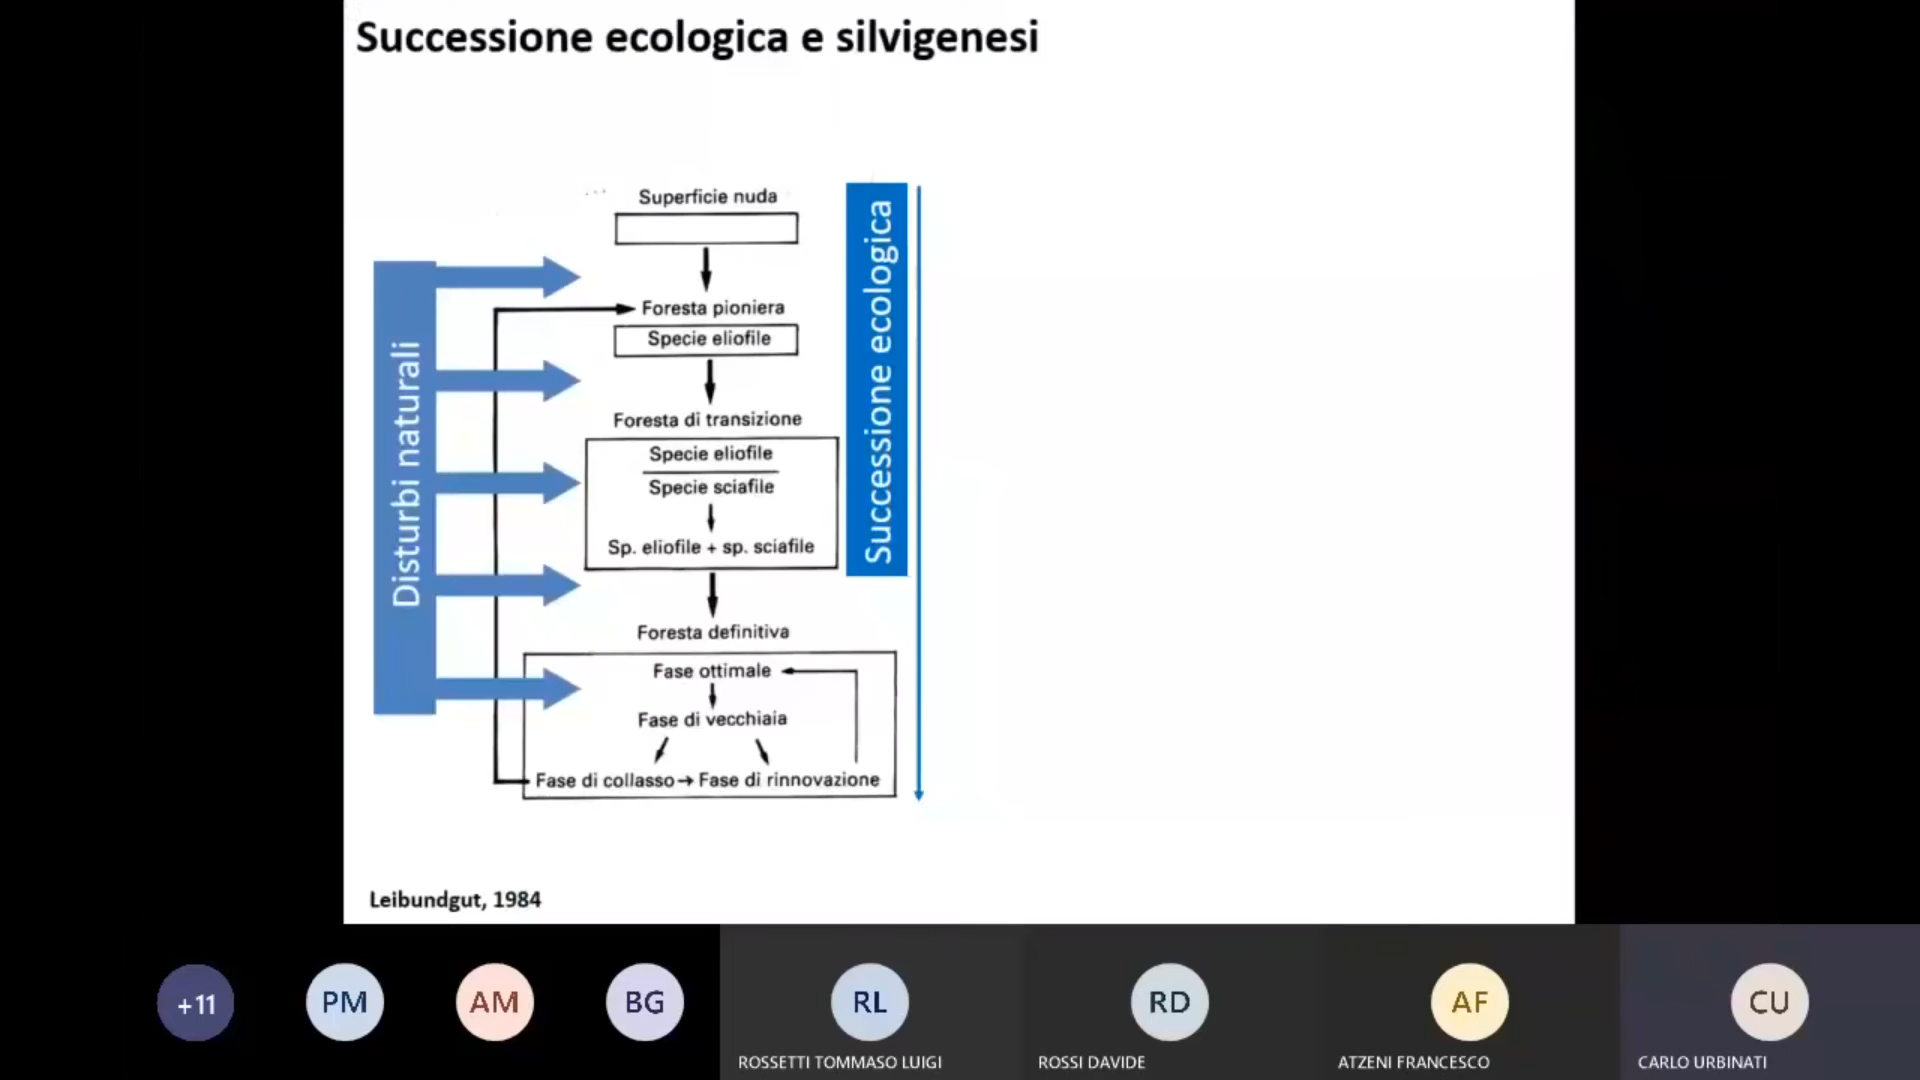 Successione ecologica e silvigenesi
Superficie nuda
Foresta pioniera
Specie eliofile
Foresta di transizione
Specie eliofile
Specie sciafile
Sp. eliofile + sp. sciafile
Foresta definitiva
Fase ottimale
Fase di vecchiaia
Fase di collasso → Fase di rinnovazione
Disturbi naturali
Successione ecologica
Leibundgut, 1984
+11
PM
AM
BG
RL
RD
AF
CU
ROSSETTI TOMMASO LUIGI
ROSSI DAVIDE
ATZENI FRANCESCO
CARLO URBINATI